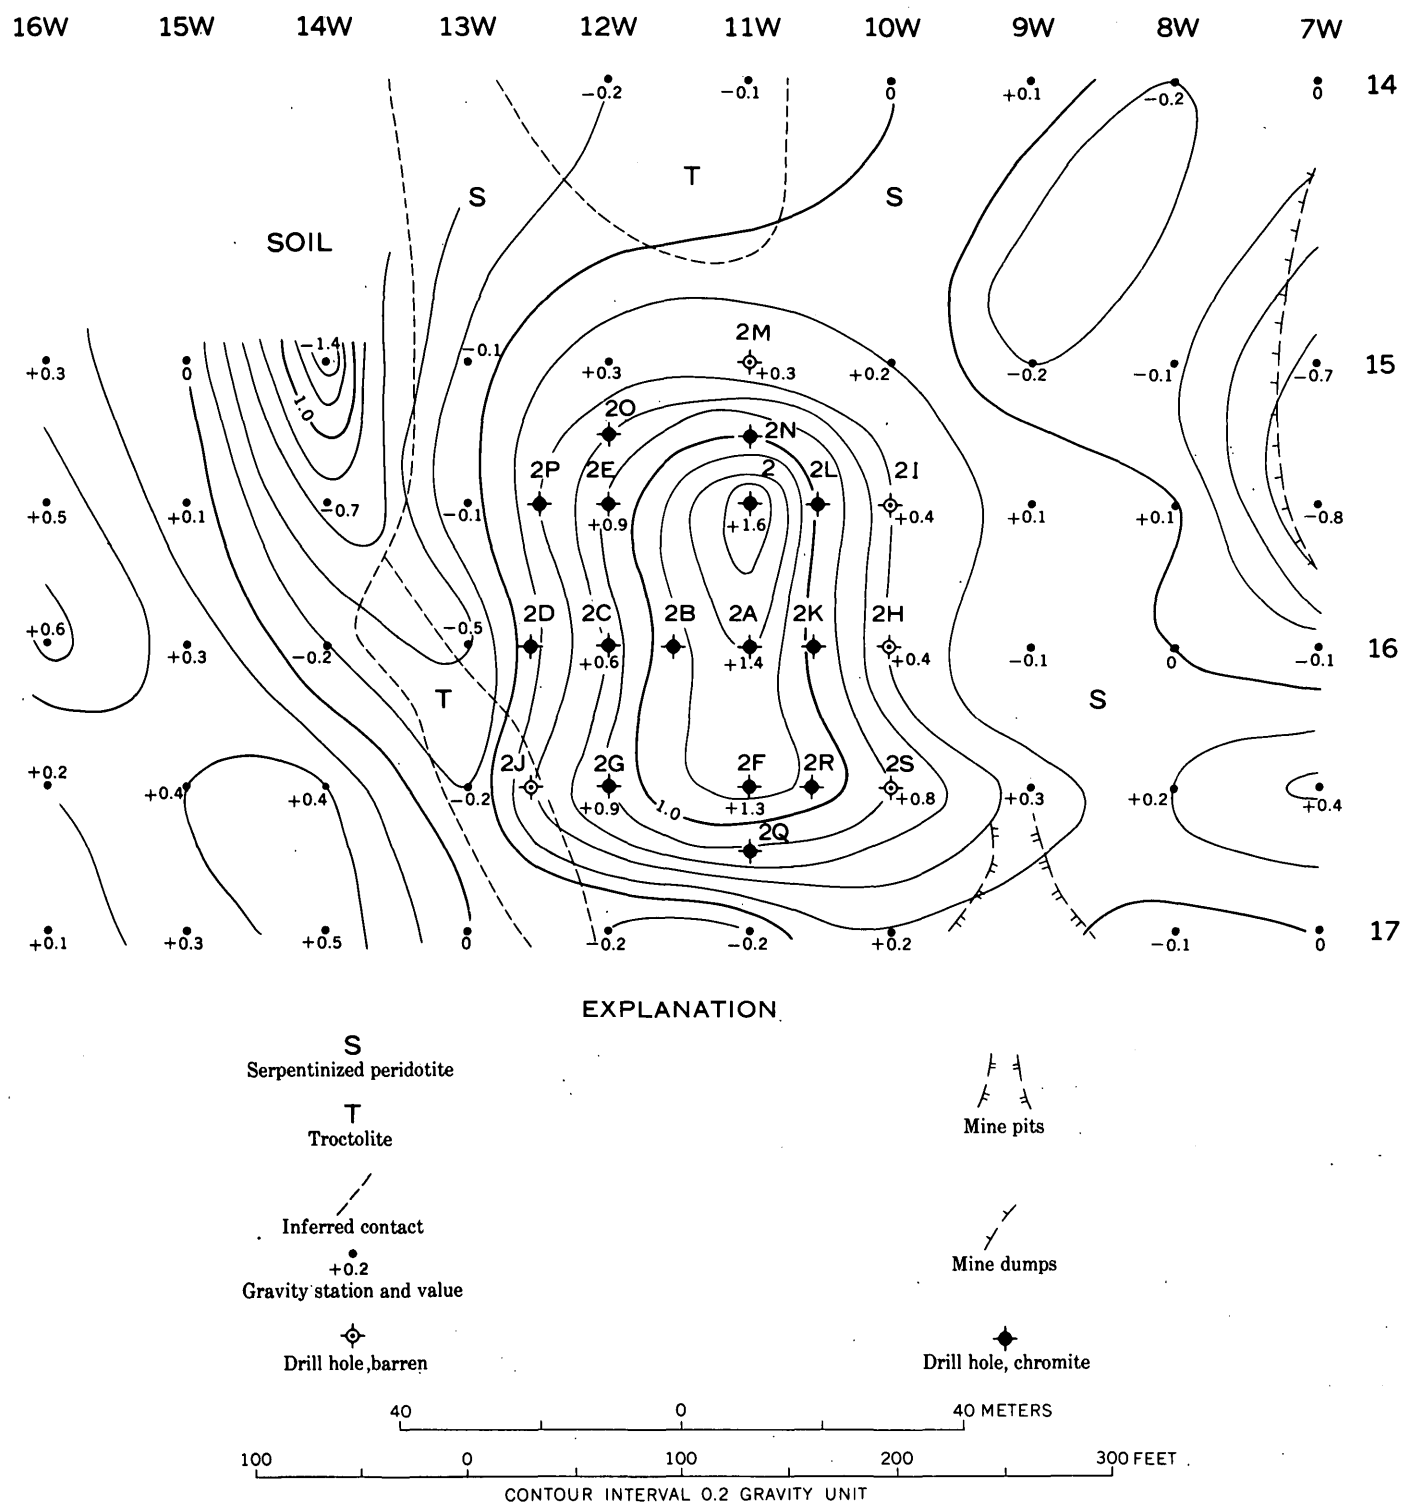 16W 15W 14W 13W 12W 11W 10W 9W 8W 7W
-0.2 -0.1 0 +0.1 -0.2 0 14
T
S S
SOIL
2M
-1.4 -0.1
+0.3 0 +0.3 +0.3 +0.2 -0.2 -0.1 -0.7 15
1.0
2O 2N
2P 2E 2 2L 2I
+0.5 +0.1 -0.7 -0.1 +0.9 +1.6 +0.4 +0.1 +0.1 -0.8
2D 2C 2B 2A 2K 2H
+0.6 -0.5
+0.3 -0.2 +0.6 +1.4 +0.4 -0.1 0 -0.1 16
T S
2J 2G 2F 2R 2S
+0.2 +0.4 +0.4 -0.2 +0.9 1.0 +1.3 +0.8 +0.3 +0.2 +0.4
2Q
+0.1 +0.3 +0.5 0 -0.2 -0.2 +0.2 -0.1 0 17
EXPLANATION
S
Serpentinized peridotite
T
Troctolite
Inferred contact
+0.2
Gravity station and value
Drill hole, barren
Mine pits
Mine dumps
Drill hole, chromite
40 0 40 METERS
100 0 100 200 300 FEET
CONTOUR INTERVAL 0.2 GRAVITY UNIT